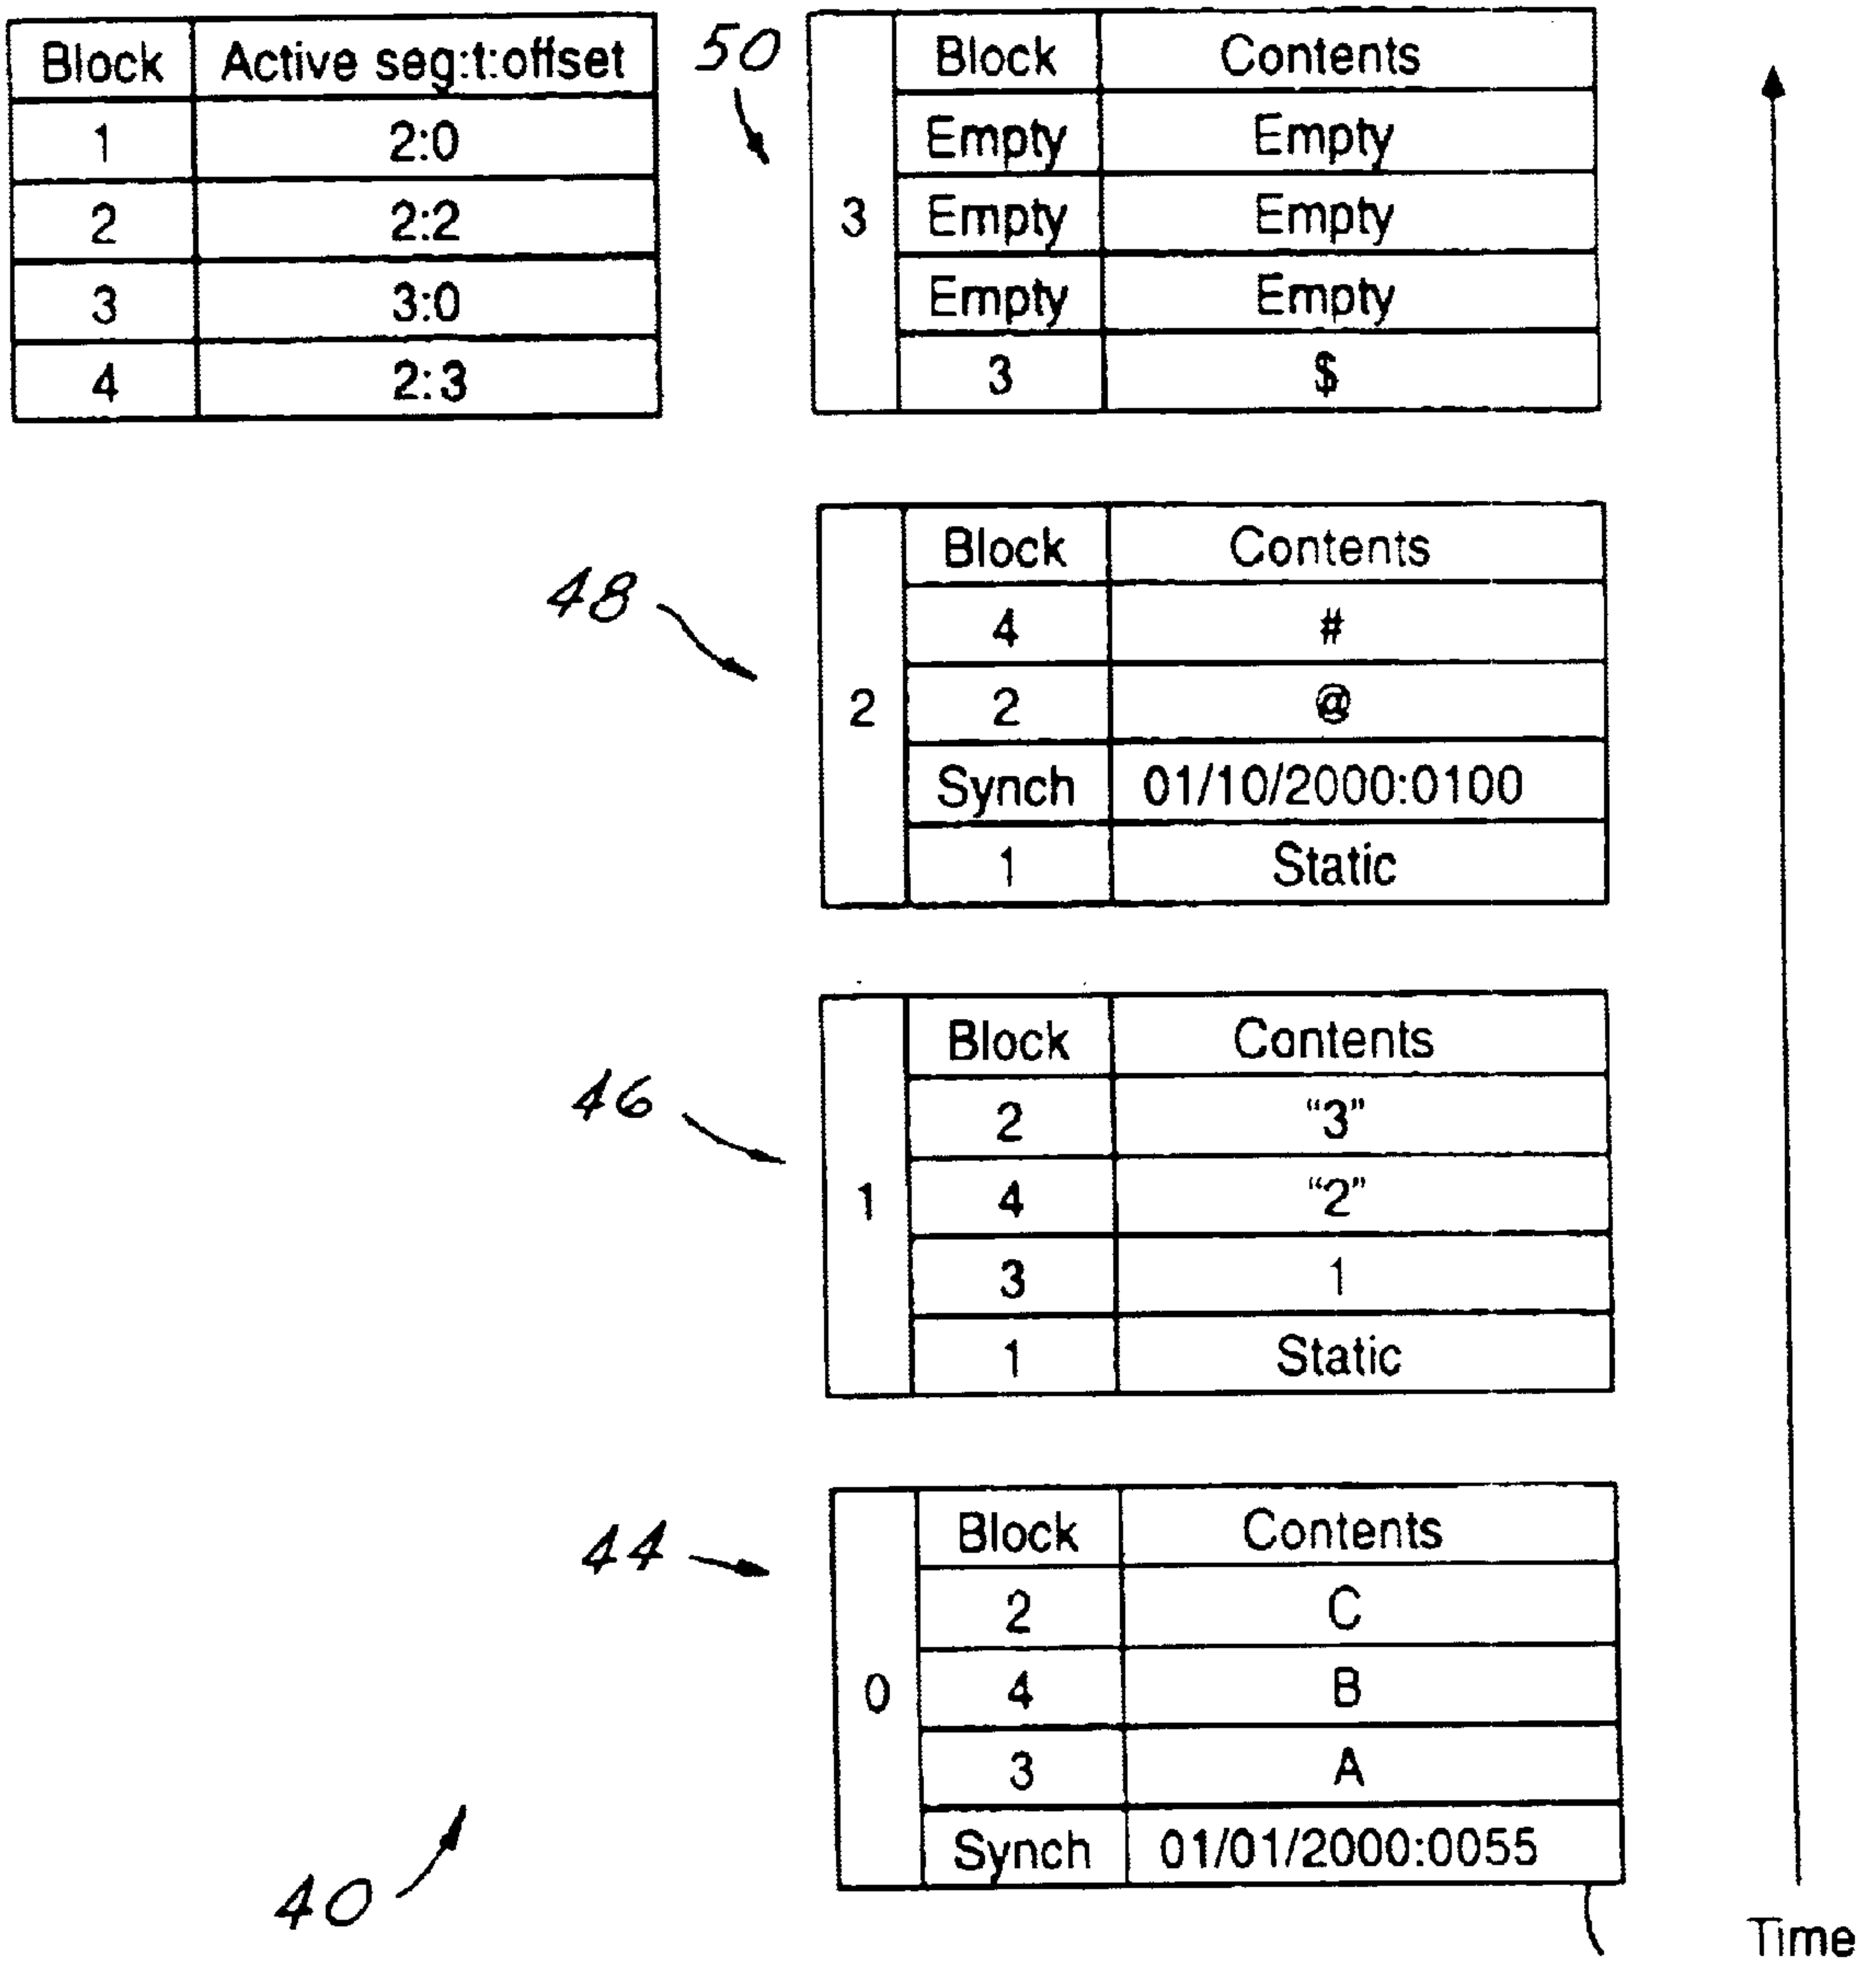 Block Active seg:t:offset
1 2:0
2 2:2
3 3:0
4 2:3
50
3
Block Contents
Empty Empty
Empty Empty
Empty Empty
3 $
48
2
Block Contents
4 #
2 @
Synch 01/10/2000:0100
1 Static
46
1
Block Contents
2 “3”
4 “2”
3 1
1 Static
44
0
Block Contents
2 C
4 B
3 A
Synch 01/01/2000:0055
40
Time